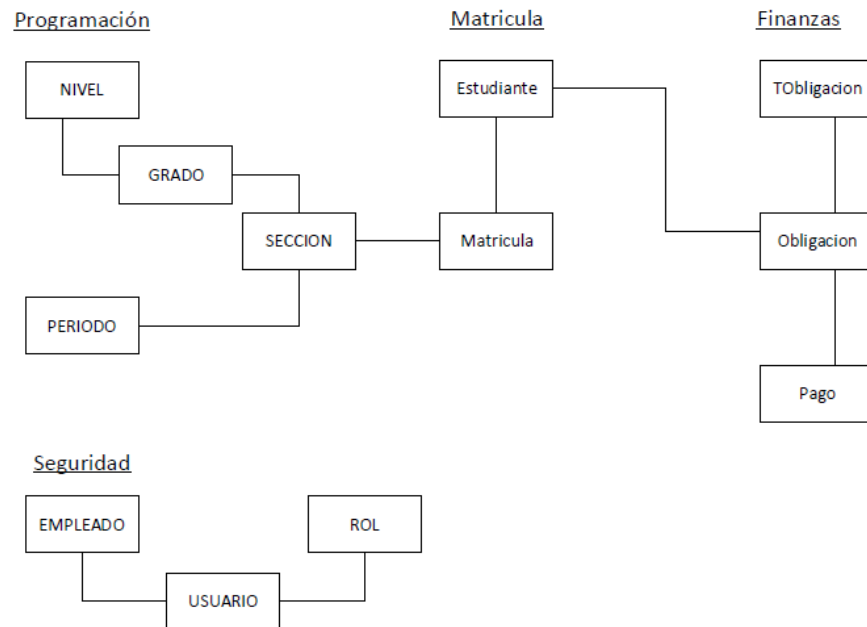 Programación
Matricula
Finanzas
NIVEL
Estudiante
TObligacion
GRADO
SECCION
Matricula
Obligacion
PERIODO
Pago
Seguridad
EMPLEADO
ROL
USUARIO